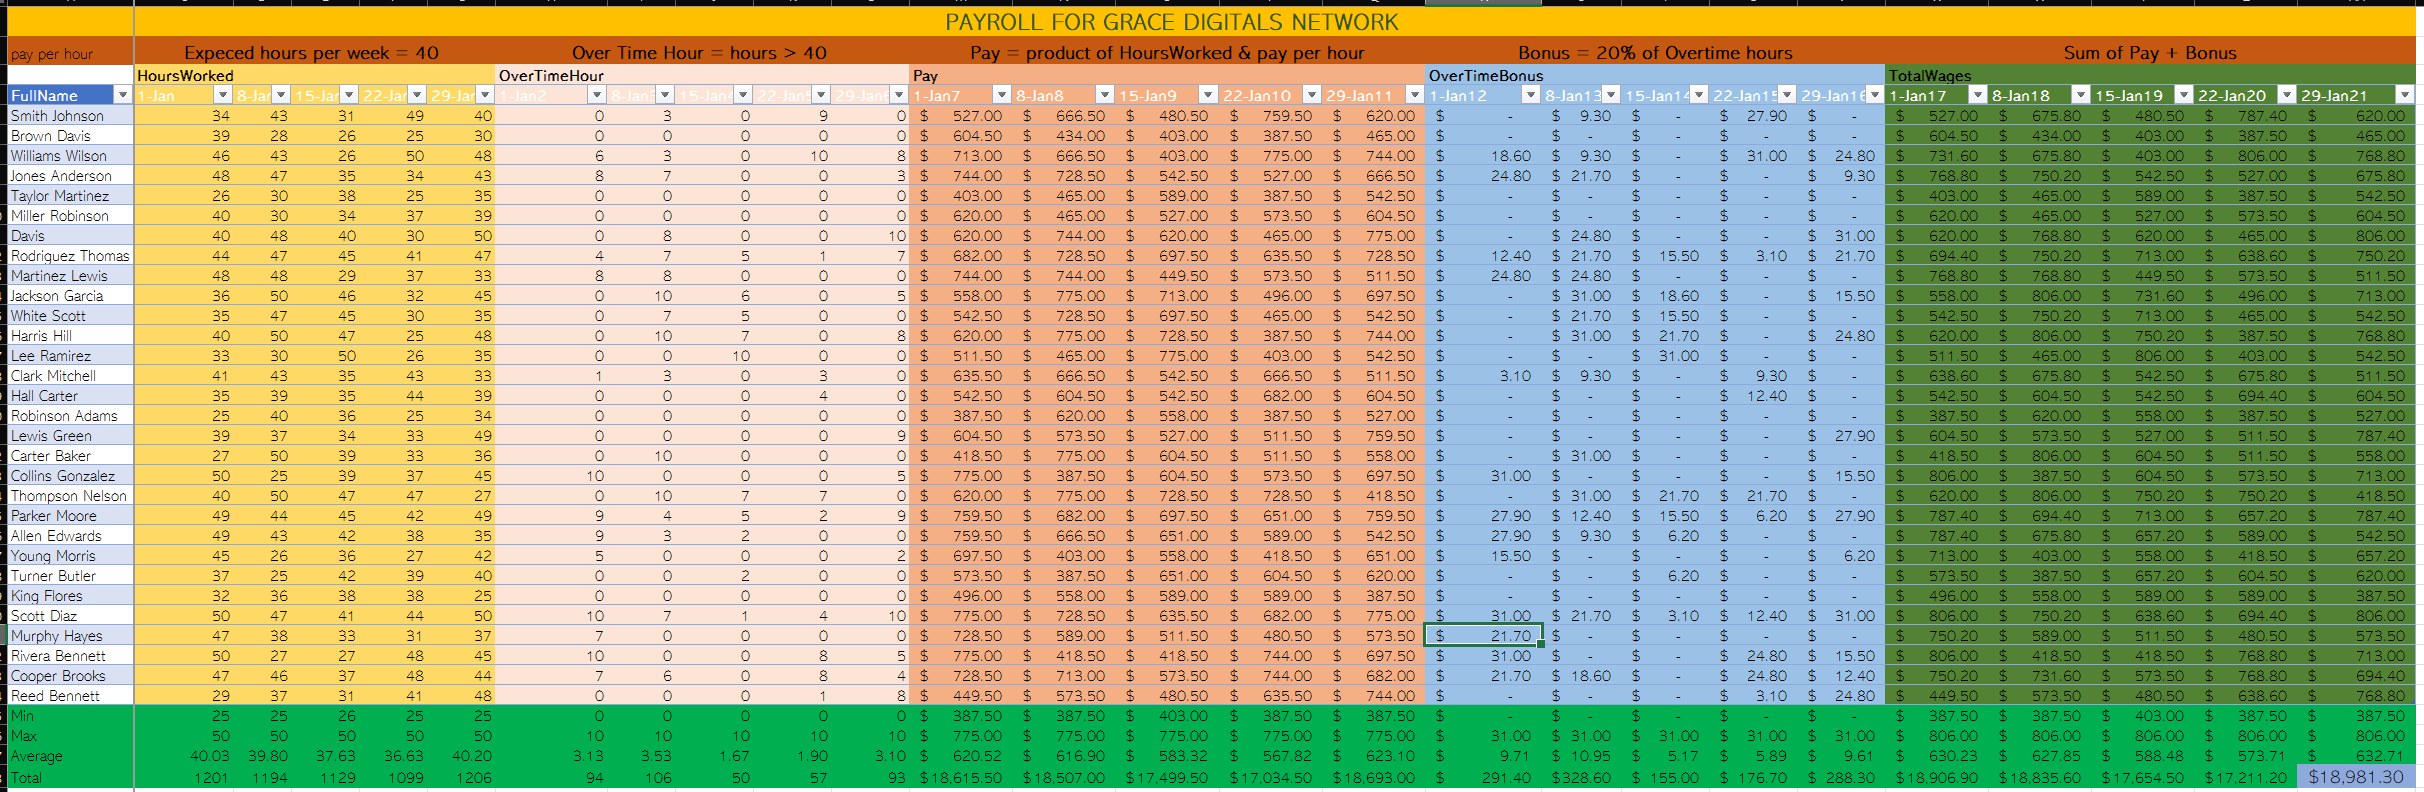 PAYROLL FOR GRACE DIGITALS NETWORK
pay per hour Expeced hours per week = 40 Over Time Hour = hours > 40 Pay = product of HoursWorked & pay per hour Bonus = 20% of Overtime hours Sum of Pay + Bonus
HoursWorked OverTimeHour Pay OverTimeBonus TotalWages
FullName 1-Jan 8-Jan 15-Jan 22-Jan 29-Jan 1-Jan2 8-Jan 15-Jan 22-Jan 29-Jan 1-Jan7 8-Jan8 15-Jan9 22-Jan10 29-Jan11 1-Jan12 8-Jan13 15-Jan14 22-Jan15 29-Jan16 1-Jan17 8-Jan18 15-Jan19 22-Jan20 29-Jan21
Smith Johnson 34 43 31 49 40 0 3 0 9 0 $ 527.00 $ 666.50 $ 480.50 $ 759.50 $ 620.00 $ - $ 9.30 $ - $ 27.90 $ - $ 527.00 $ 675.80 $ 480.50 $ 787.40 $ 620.00
Brown Davis 39 28 26 25 30 0 0 0 0 0 $ 604.50 $ 434.00 $ 403.00 $ 387.50 $ 465.00 $ - $ - $ - $ - $ - $ 604.50 $ 434.00 $ 403.00 $ 387.50 $ 465.00
Williams Wilson 46 43 26 50 48 6 3 0 10 8 $ 713.00 $ 666.50 $ 403.00 $ 775.00 $ 744.00 $ 18.60 $ 9.30 $ - $ 31.00 $ 24.80 $ 731.60 $ 675.80 $ 403.00 $ 806.00 $ 768.80
Jones Anderson 48 47 35 34 43 8 7 0 0 3 $ 744.00 $ 728.50 $ 542.50 $ 527.00 $ 666.50 $ 24.80 $ 21.70 $ - $ - $ 9.30 $ 768.80 $ 750.20 $ 542.50 $ 527.00 $ 675.80
Taylor Martinez 26 30 38 25 35 0 0 0 0 0 $ 403.00 $ 465.00 $ 589.00 $ 387.50 $ 542.50 $ - $ - $ - $ - $ - $ 403.00 $ 465.00 $ 589.00 $ 387.50 $ 542.50
Miller Robinson 40 30 34 37 39 0 0 0 0 0 $ 620.00 $ 465.00 $ 527.00 $ 573.50 $ 604.50 $ - $ - $ - $ - $ - $ 620.00 $ 465.00 $ 527.00 $ 573.50 $ 604.50
Davis 40 48 40 30 50 0 8 0 0 10 $ 620.00 $ 744.00 $ 620.00 $ 465.00 $ 775.00 $ - $ 24.80 $ - $ - $ 31.00 $ 620.00 $ 768.80 $ 620.00 $ 465.00 $ 806.00
Rodriguez Thomas 44 47 45 41 47 4 7 5 1 7 $ 682.00 $ 728.50 $ 697.50 $ 635.50 $ 728.50 $ 12.40 $ 21.70 $ 15.50 $ 3.10 $ 21.70 $ 694.40 $ 750.20 $ 713.00 $ 638.60 $ 750.20
Martinez Lewis 48 48 29 37 33 8 8 0 0 0 $ 744.00 $ 744.00 $ 449.50 $ 573.50 $ 511.50 $ 24.80 $ 24.80 $ - $ - $ - $ 768.80 $ 768.80 $ 449.50 $ 573.50 $ 511.50
Jackson Garcia 36 50 46 32 45 0 10 6 0 5 $ 558.00 $ 775.00 $ 713.00 $ 496.00 $ 697.50 $ - $ 31.00 $ 18.60 $ - $ 15.50 $ 558.00 $ 806.00 $ 731.60 $ 496.00 $ 713.00
White Scott 35 47 45 30 35 0 7 5 0 0 $ 542.50 $ 728.50 $ 697.50 $ 465.00 $ 542.50 $ - $ 21.70 $ 15.50 $ - $ - $ 542.50 $ 750.20 $ 713.00 $ 465.00 $ 542.50
Harris Hill 40 50 47 25 48 0 10 7 0 8 $ 620.00 $ 775.00 $ 728.50 $ 387.50 $ 744.00 $ - $ 31.00 $ 21.70 $ - $ 24.80 $ 620.00 $ 806.00 $ 750.20 $ 387.50 $ 768.80
Lee Ramirez 33 30 50 26 35 0 0 10 0 0 $ 511.50 $ 465.00 $ 775.00 $ 403.00 $ 542.50 $ - $ - $ 31.00 $ - $ - $ 511.50 $ 465.00 $ 806.00 $ 403.00 $ 542.50
Clark Mitchell 41 43 35 43 33 1 3 0 3 0 $ 635.50 $ 666.50 $ 542.50 $ 666.50 $ 511.50 $ 3.10 $ 9.30 $ - $ 9.30 $ - $ 638.60 $ 675.80 $ 542.50 $ 675.80 $ 511.50
Hall Carter 35 39 35 44 39 0 0 0 4 0 $ 542.50 $ 604.50 $ 542.50 $ 682.00 $ 604.50 $ - $ - $ - $ 12.40 $ - $ 542.50 $ 604.50 $ 542.50 $ 694.40 $ 604.50
Robinson Adams 25 40 36 25 34 0 0 0 0 0 $ 387.50 $ 620.00 $ 558.00 $ 387.50 $ 527.00 $ - $ - $ - $ - $ - $ 387.50 $ 620.00 $ 558.00 $ 387.50 $ 527.00
Lewis Green 39 37 34 33 49 0 0 0 0 9 $ 604.50 $ 573.50 $ 527.00 $ 511.50 $ 759.50 $ - $ - $ - $ - $ 27.90 $ 604.50 $ 573.50 $ 527.00 $ 511.50 $ 787.40
Carter Baker 27 50 39 33 36 0 10 0 0 0 $ 418.50 $ 775.00 $ 604.50 $ 511.50 $ 558.00 $ - $ 31.00 $ - $ - $ - $ 418.50 $ 806.00 $ 604.50 $ 511.50 $ 558.00
Collins Gonzalez 50 25 39 37 45 10 0 0 0 5 $ 775.00 $ 387.50 $ 604.50 $ 573.50 $ 697.50 $ 31.00 $ - $ - $ - $ 15.50 $ 806.00 $ 387.50 $ 604.50 $ 573.50 $ 713.00
Thompson Nelson 40 50 47 47 27 0 10 7 7 0 $ 620.00 $ 775.00 $ 728.50 $ 728.50 $ 418.50 $ - $ 31.00 $ 21.70 $ 21.70 $ - $ 620.00 $ 806.00 $ 750.20 $ 750.20 $ 418.50
Parker Moore 49 44 45 42 49 9 4 5 2 9 $ 759.50 $ 682.00 $ 697.50 $ 651.00 $ 759.50 $ 27.90 $ 12.40 $ 15.50 $ 6.20 $ 27.90 $ 787.40 $ 694.40 $ 713.00 $ 657.20 $ 787.40
Allen Edwards 49 43 42 38 35 9 3 2 0 0 $ 759.50 $ 666.50 $ 651.00 $ 589.00 $ 542.50 $ 27.90 $ 9.30 $ 6.20 $ - $ - $ 787.40 $ 675.80 $ 657.20 $ 589.00 $ 542.50
Young Morris 45 26 36 27 42 5 0 0 0 2 $ 697.50 $ 403.00 $ 558.00 $ 418.50 $ 651.00 $ 15.50 $ - $ - $ - $ 6.20 $ 713.00 $ 403.00 $ 558.00 $ 418.50 $ 657.20
Turner Butler 37 25 42 39 40 0 0 2 0 0 $ 573.50 $ 387.50 $ 651.00 $ 604.50 $ 620.00 $ - $ - $ 6.20 $ - $ - $ 573.50 $ 387.50 $ 657.20 $ 604.50 $ 620.00
King Flores 32 36 38 38 25 0 0 0 0 0 $ 496.00 $ 558.00 $ 589.00 $ 589.00 $ 387.50 $ - $ - $ - $ - $ - $ 496.00 $ 558.00 $ 589.00 $ 589.00 $ 387.50
Scott Diaz 50 47 41 44 50 10 7 1 4 10 $ 775.00 $ 728.50 $ 635.50 $ 682.00 $ 775.00 $ 31.00 $ 21.70 $ 3.10 $ 12.40 $ 31.00 $ 806.00 $ 750.20 $ 638.60 $ 694.40 $ 806.00
Murphy Hayes 47 38 33 31 37 7 0 0 0 0 $ 728.50 $ 589.00 $ 511.50 $ 480.50 $ 573.50 $ 21.70 $ - $ - $ - $ - $ 750.20 $ 589.00 $ 511.50 $ 480.50 $ 573.50
Rivera Bennett 50 27 27 48 45 10 0 0 8 5 $ 775.00 $ 418.50 $ 418.50 $ 744.00 $ 697.50 $ 31.00 $ - $ - $ 24.80 $ 15.50 $ 806.00 $ 418.50 $ 418.50 $ 768.80 $ 713.00
Cooper Brooks 47 46 37 48 44 7 6 0 8 4 $ 728.50 $ 713.00 $ 573.50 $ 744.00 $ 682.00 $ 21.70 $ 18.60 $ - $ 24.80 $ 12.40 $ 750.20 $ 731.60 $ 573.50 $ 768.80 $ 694.40
Reed Bennett 29 37 31 41 48 0 0 0 1 8 $ 449.50 $ 573.50 $ 480.50 $ 635.50 $ 744.00 $ - $ - $ - $ 3.10 $ 24.80 $ 449.50 $ 573.50 $ 480.50 $ 638.60 $ 768.80
Min 25 25 26 25 25 0 0 0 0 0 $ 387.50 $ 387.50 $ 403.00 $ 387.50 $ 387.50 $ - $ - $ - $ - $ - $ 387.50 $ 387.50 $ 403.00 $ 387.50 $ 387.50
Max 50 50 50 50 50 10 10 10 10 10 $ 775.00 $ 775.00 $ 775.00 $ 775.00 $ 775.00 $ 31.00 $ 31.00 $ 31.00 $ 31.00 $ 31.00 $ 806.00 $ 806.00 $ 806.00 $ 806.00 $ 806.00
Average 40.03 39.80 37.63 36.63 40.20 3.13 3.53 1.67 1.90 3.10 $ 620.52 $ 616.90 $ 583.32 $ 567.82 $ 623.10 $ 9.71 $ 10.95 $ 5.17 $ 5.89 $ 9.61 $ 630.23 $ 627.85 $ 588.48 $ 573.71 $ 632.71
Total 1201 1194 1129 1099 1206 94 106 50 57 93 $18,615.50 $18,507.00 $17,499.50 $17,034.50 $18,693.00 $ 291.40 $328.60 $ 155.00 $ 176.70 $ 288.30 $18,906.90 $18,835.60 $17,654.50 $17,211.20 $18,981.30